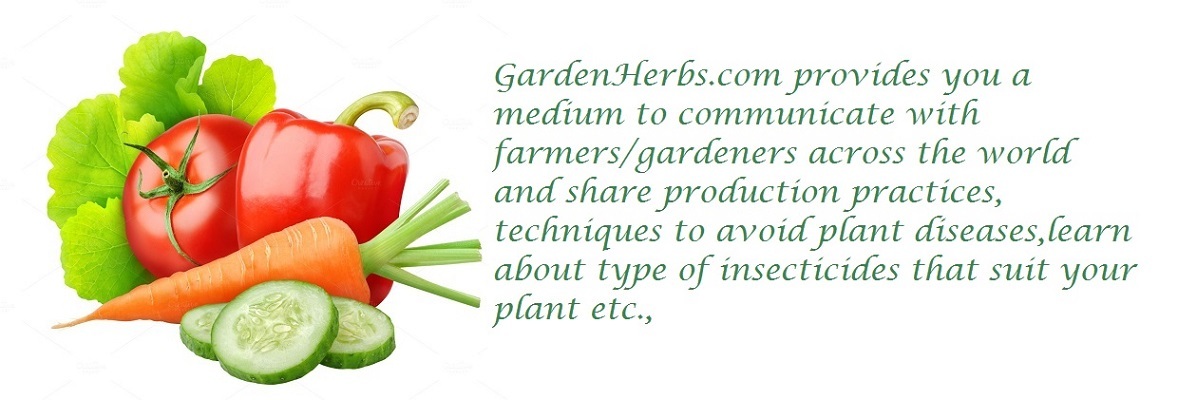 GardenHerbs.com provides you a
medium to communicate with
farmers/gardeners across the world
and share production practices,
techniques to avoid plant diseases,learn
about type of insecticides that suit your
plant etc.,